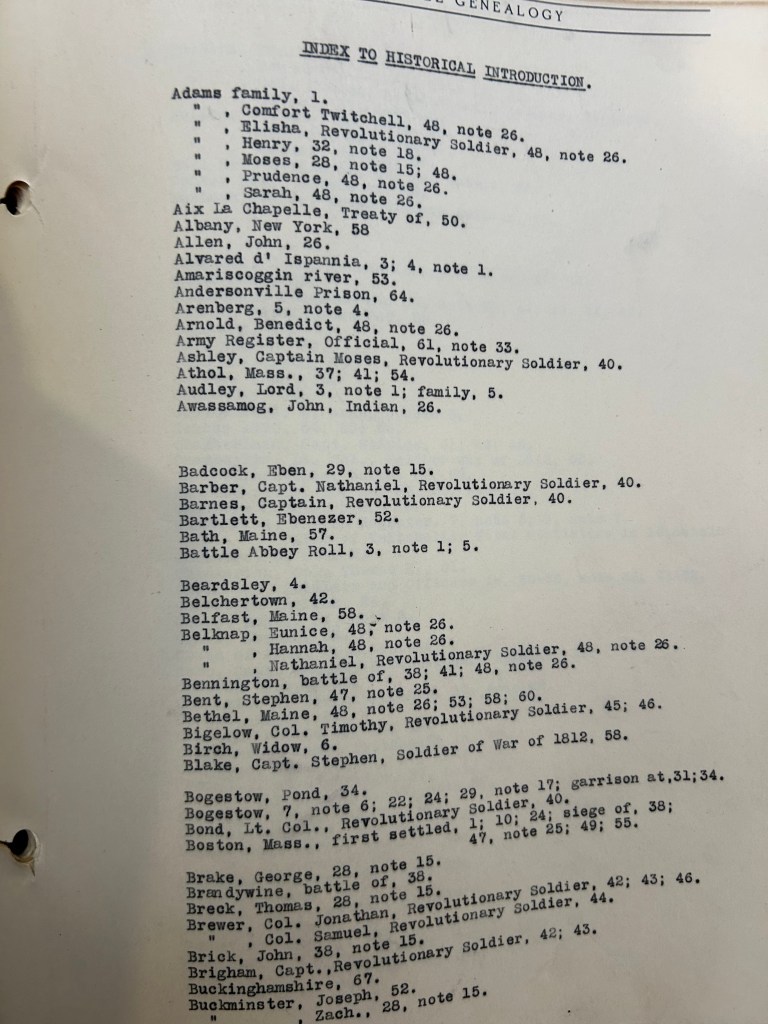 GENEALOGY
INDEX TO HISTORICAL INTRODUCTION.
Adams family, 1.
" , Comfort Twitchell, 48, note 26.
" , Elisha, Revolutionary Soldier, 48, note 26.
" , Henry, 32, note 18.
" , Moses, 28, note 15; 48.
" , Prudence, 48, note 26.
" , Sarah, 48, note 26.
Aix La Chapelle, Treaty of, 50.
Albany, New York, 58
Allen, John, 26.
Alvared d' Ispannia, 3; 4, note 1.
Amariscoggin river, 53.
Andersonville Prison, 64.
Arenberg, 5, note 4.
Arnold, Benedict, 48, note 26.
Army Register, Official, 61, note 33.
Ashley, Captain Moses, Revolutionary Soldier, 40.
Athol, Mass., 37; 41; 54.
Audley, Lord, 3, note 1; family, 5.
Awassamog, John, Indian, 26.
Badcock, Eben, 29, note 15.
Barber, Capt. Nathaniel, Revolutionary Soldier, 40.
Barnes, Captain, Revolutionary Soldier, 40.
Bartlett, Ebenezer, 52.
Bath, Maine, 57.
Battle Abbey Roll, 3, note 1; 5.
Beardsley, 4.
Belchertown, 42.
Belfast, Maine, 58.
Belknap, Eunice, 48, note 26.
" , Hannah, 48, note 26.
" , Nathaniel, Revolutionary Soldier, 48, note 26.
Bennington, battle of, 38; 41; 48, note 26.
Bent, Stephen, 47, note 25.
Bethel, Maine, 48, note 26; 53; 58; 60.
Bigelow, Col. Timothy, Revolutionary Soldier, 45; 46.
Birch, Widow, 6.
Blake, Capt. Stephen, Soldier of War of 1812, 58.
Bogestow, Pond, 34.
Bogestow, 7, note 6; 22; 24; 29, note 17; garrison at,31;34.
Bond, Lt. Col., Revolutionary Soldier, 40.
Boston, Mass., first settled, 1; 10; 24; siege of, 38;
47, note 25; 49; 55.
Brake, George, 28, note 15.
Brandywine, battle of, 38.
Breck, Thomas, 28, note 15.
Brewer, Col. Jonathan, Revolutionary Soldier, 42; 43; 46.
" , Col. Samuel, Revolutionary Soldier, 44.
Brick, John, 38, note 15.
Brigham, Capt.,Revolutionary Soldier, 42; 43.
Buckinghamshire, 67.
Buckminster, Joseph, 52.
" , Zach., 28, note 15.